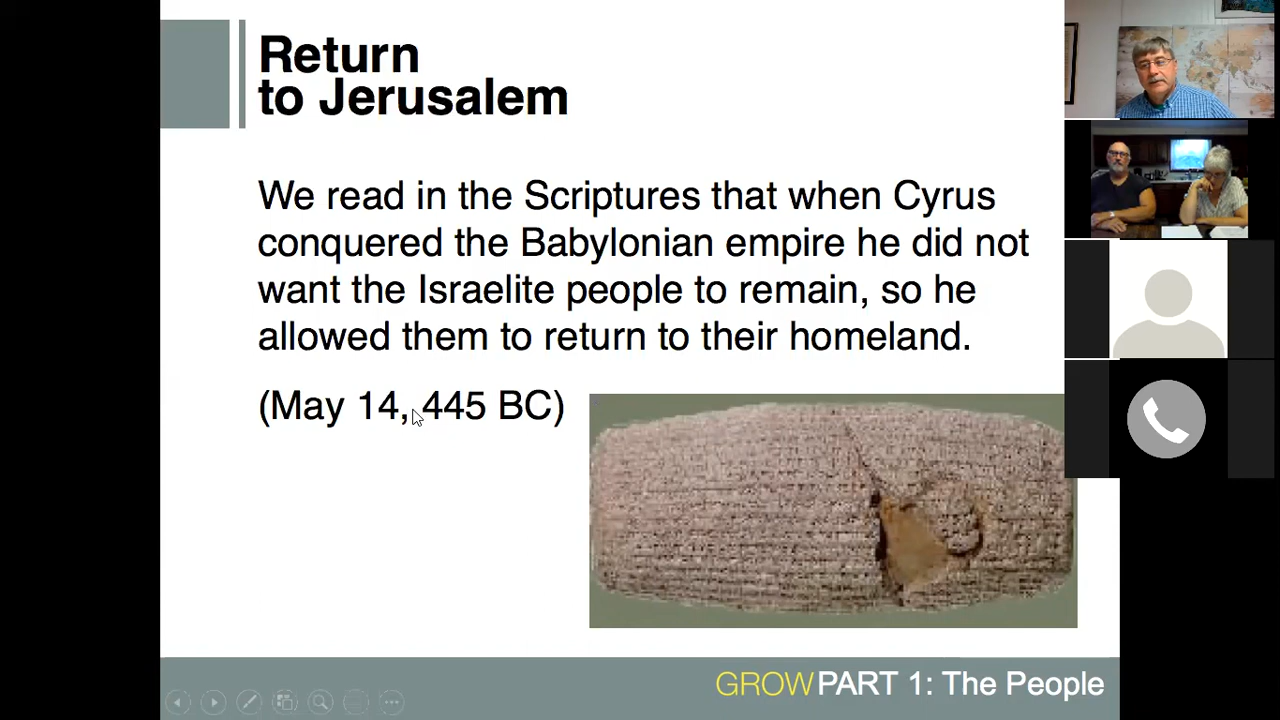 Return
to Jerusalem
We read in the Scriptures that when Cyrus
conquered the Babylonian empire he did not
want the Israelite people to remain, so he
allowed them to return to their homeland.
(May 14, 445 BC)
GROWPART 1: The People